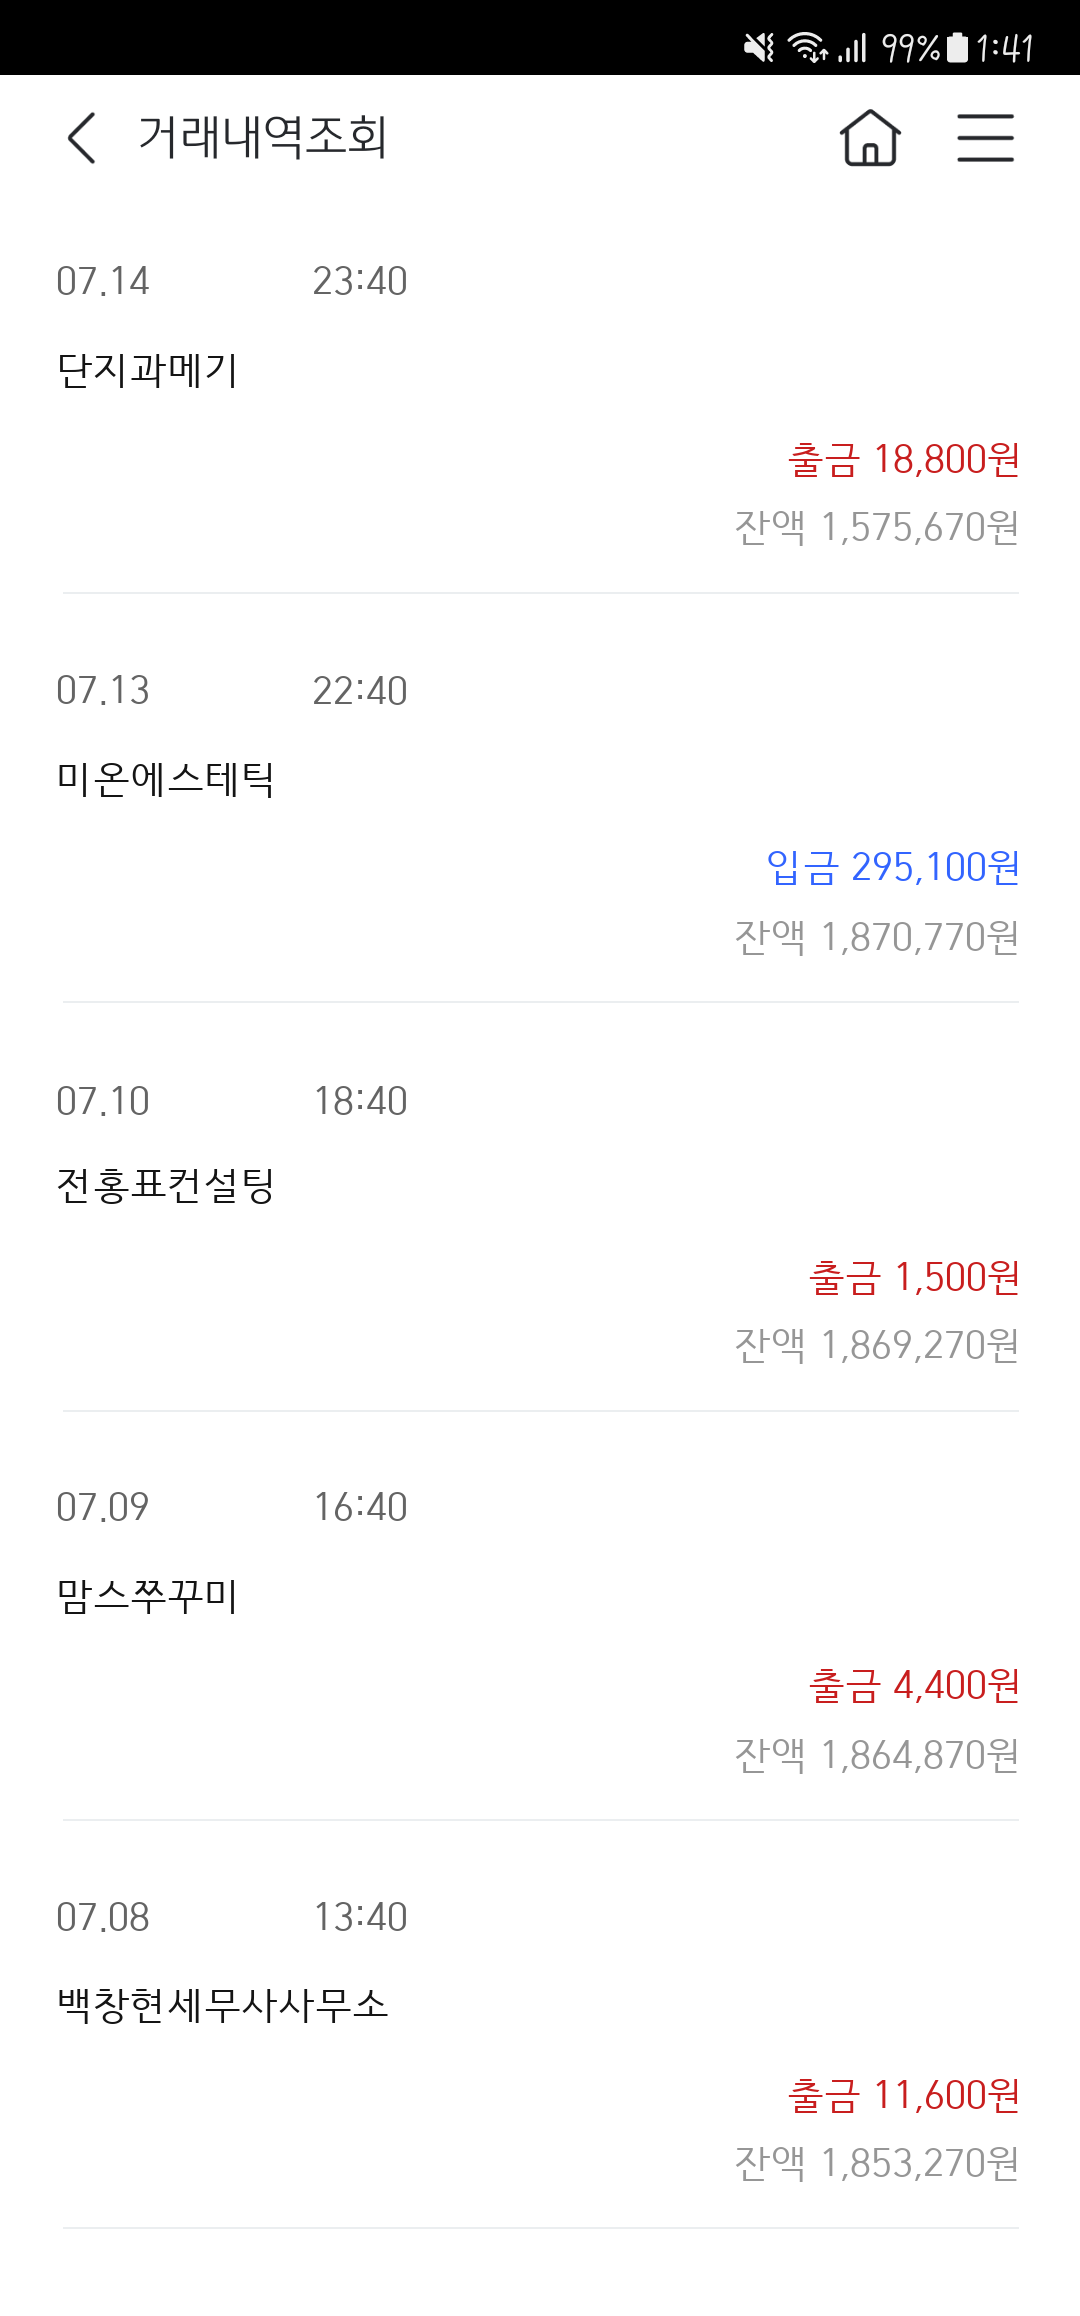 99% 1:41
거래내역조회
07.14 23:40
단지과메기
출금 18,800원
잔액 1,575,670원
07.13 22:40
미온에스테틱
입금 295,100원
잔액 1,870,770원
07.10 18:40
전홍표컨설팅
출금 1,500원
잔액 1,869,270원
07.09 16:40
맘스쭈꾸미
출금 4,400원
잔액 1,864,870원
07.08 13:40
백창현세무사사무소
출금 11,600원
잔액 1,853,270원